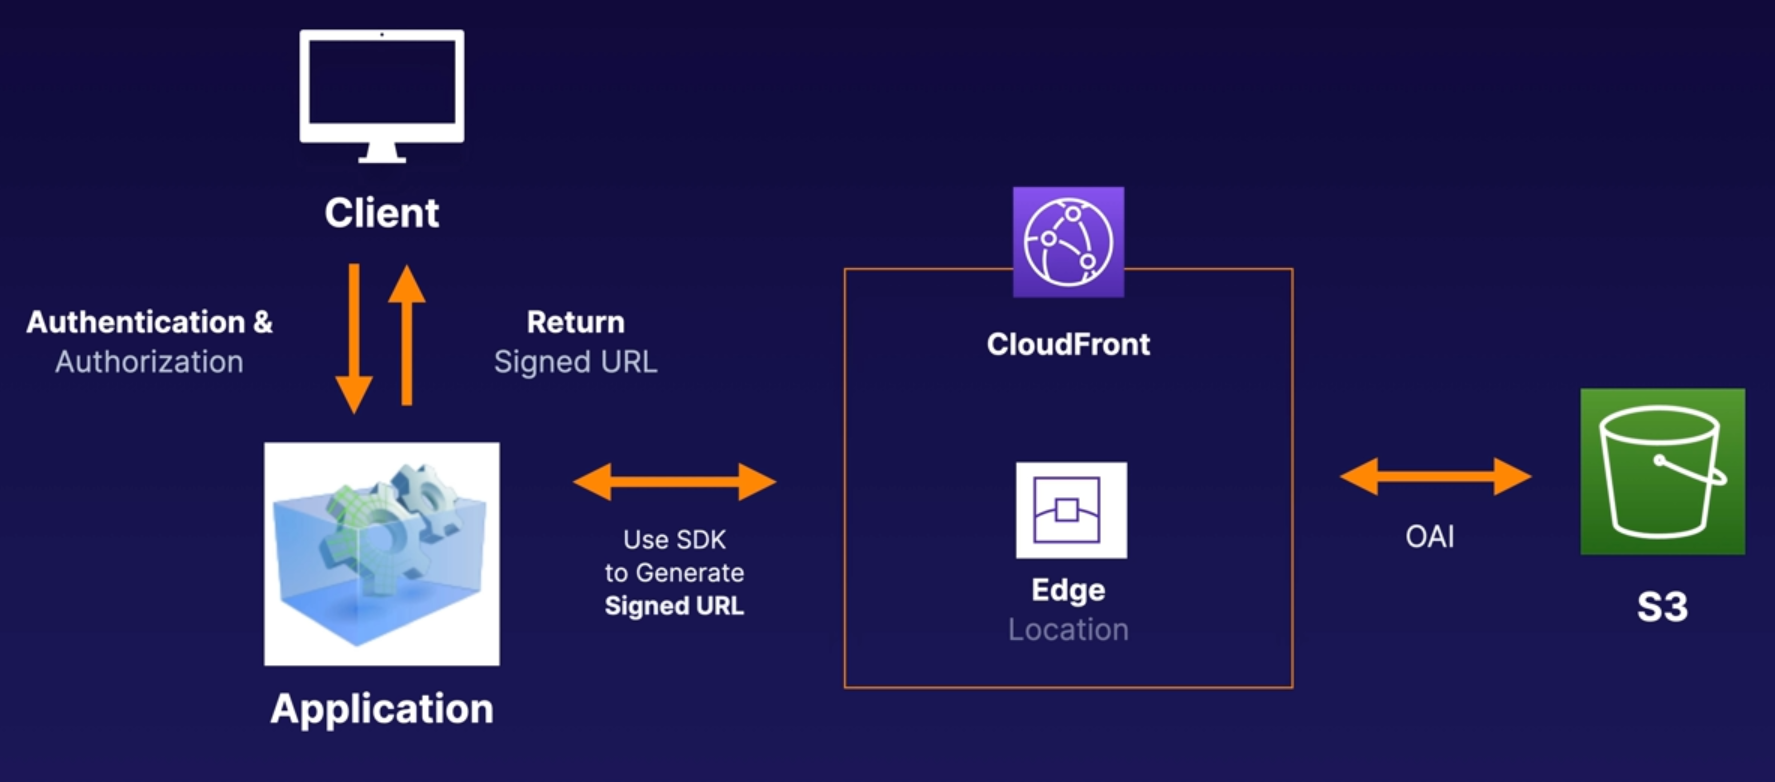 Client
Authentication &
Authorization
Return
Signed URL
Application
Use SDK
to Generate
Signed URL
CloudFront
Edge
Location
OAI
S3